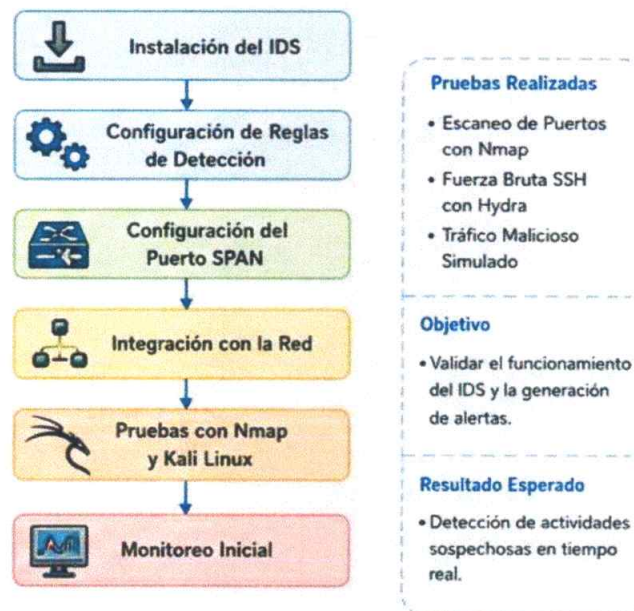 Instalación del IDS
Configuración de Reglas
de Detección
Configuración del
Puerto SPAN
Integración con la Red
Pruebas con Nmap
y Kali Linux
Monitoreo Inicial
Pruebas Realizadas
• Escaneo de Puertos
con Nmap
• Fuerza Bruta SSH
con Hydra
• Tráfico Malicioso
Simulado
Objetivo
• Validar el funcionamiento
del IDS y la generación
de alertas.
Resultado Esperado
• Detección de actividades
sospechosas en tiempo
real.